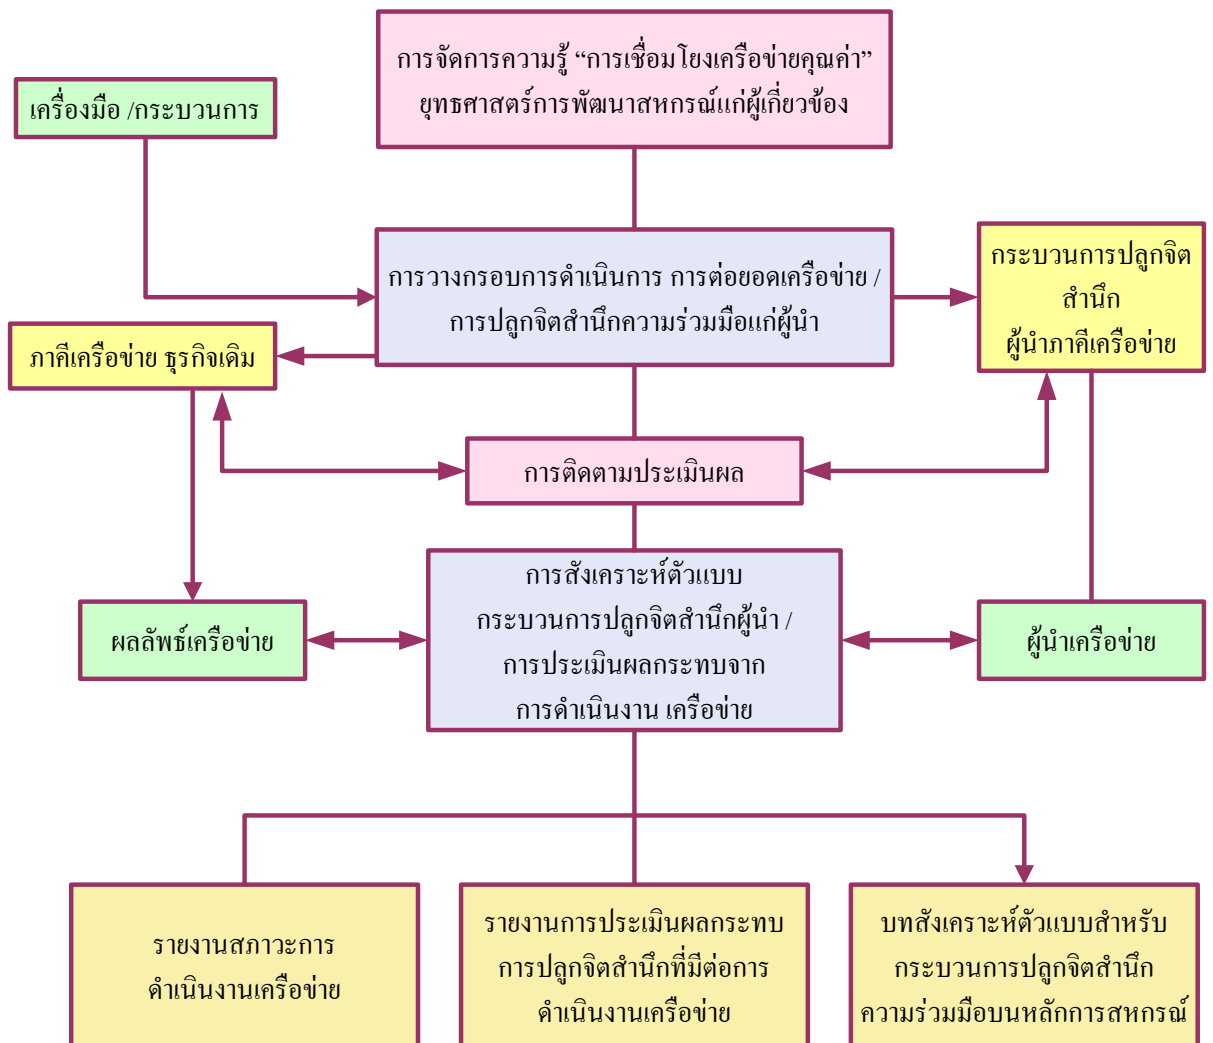 การจัดการความรู้ “การเชื่อมโยงเครือข่ายคุณค่า”
ยุทธศาสตร์การพัฒนาสหกรณ์แก่ผู้เกี่ยวข้อง
เครื่องมือ /กระบวนการ
การวางกรอบการดำเนินการ การต่อยอดเครือข่าย /
การปลูกจิตสำนึกความร่วมมือแก่ผู้นำ
กระบวนการปลูกจิต
สำนึก
ผู้นำภาคีเครือข่าย
ภาคีเครือข่าย ธุรกิจเดิม
การติดตามประเมินผล
การสังเคราะห์ตัวแบบ
กระบวนการปลูกจิตสำนึกผู้นำ /
การประเมินผลกระทบจาก
การดำเนินงาน เครือข่าย
ผลลัพธ์เครือข่าย
ผู้นำเครือข่าย
รายงานสภาวะการ
ดำเนินงานเครือข่าย
รายงานการประเมินผลกระทบ
การปลูกจิตสำนึกที่มีต่อการ
ดำเนินงานเครือข่าย
บทสังเคราะห์ตัวแบบสำหรับ
กระบวนการปลูกจิตสำนึก
ความร่วมมือบนหลักการสหกรณ์